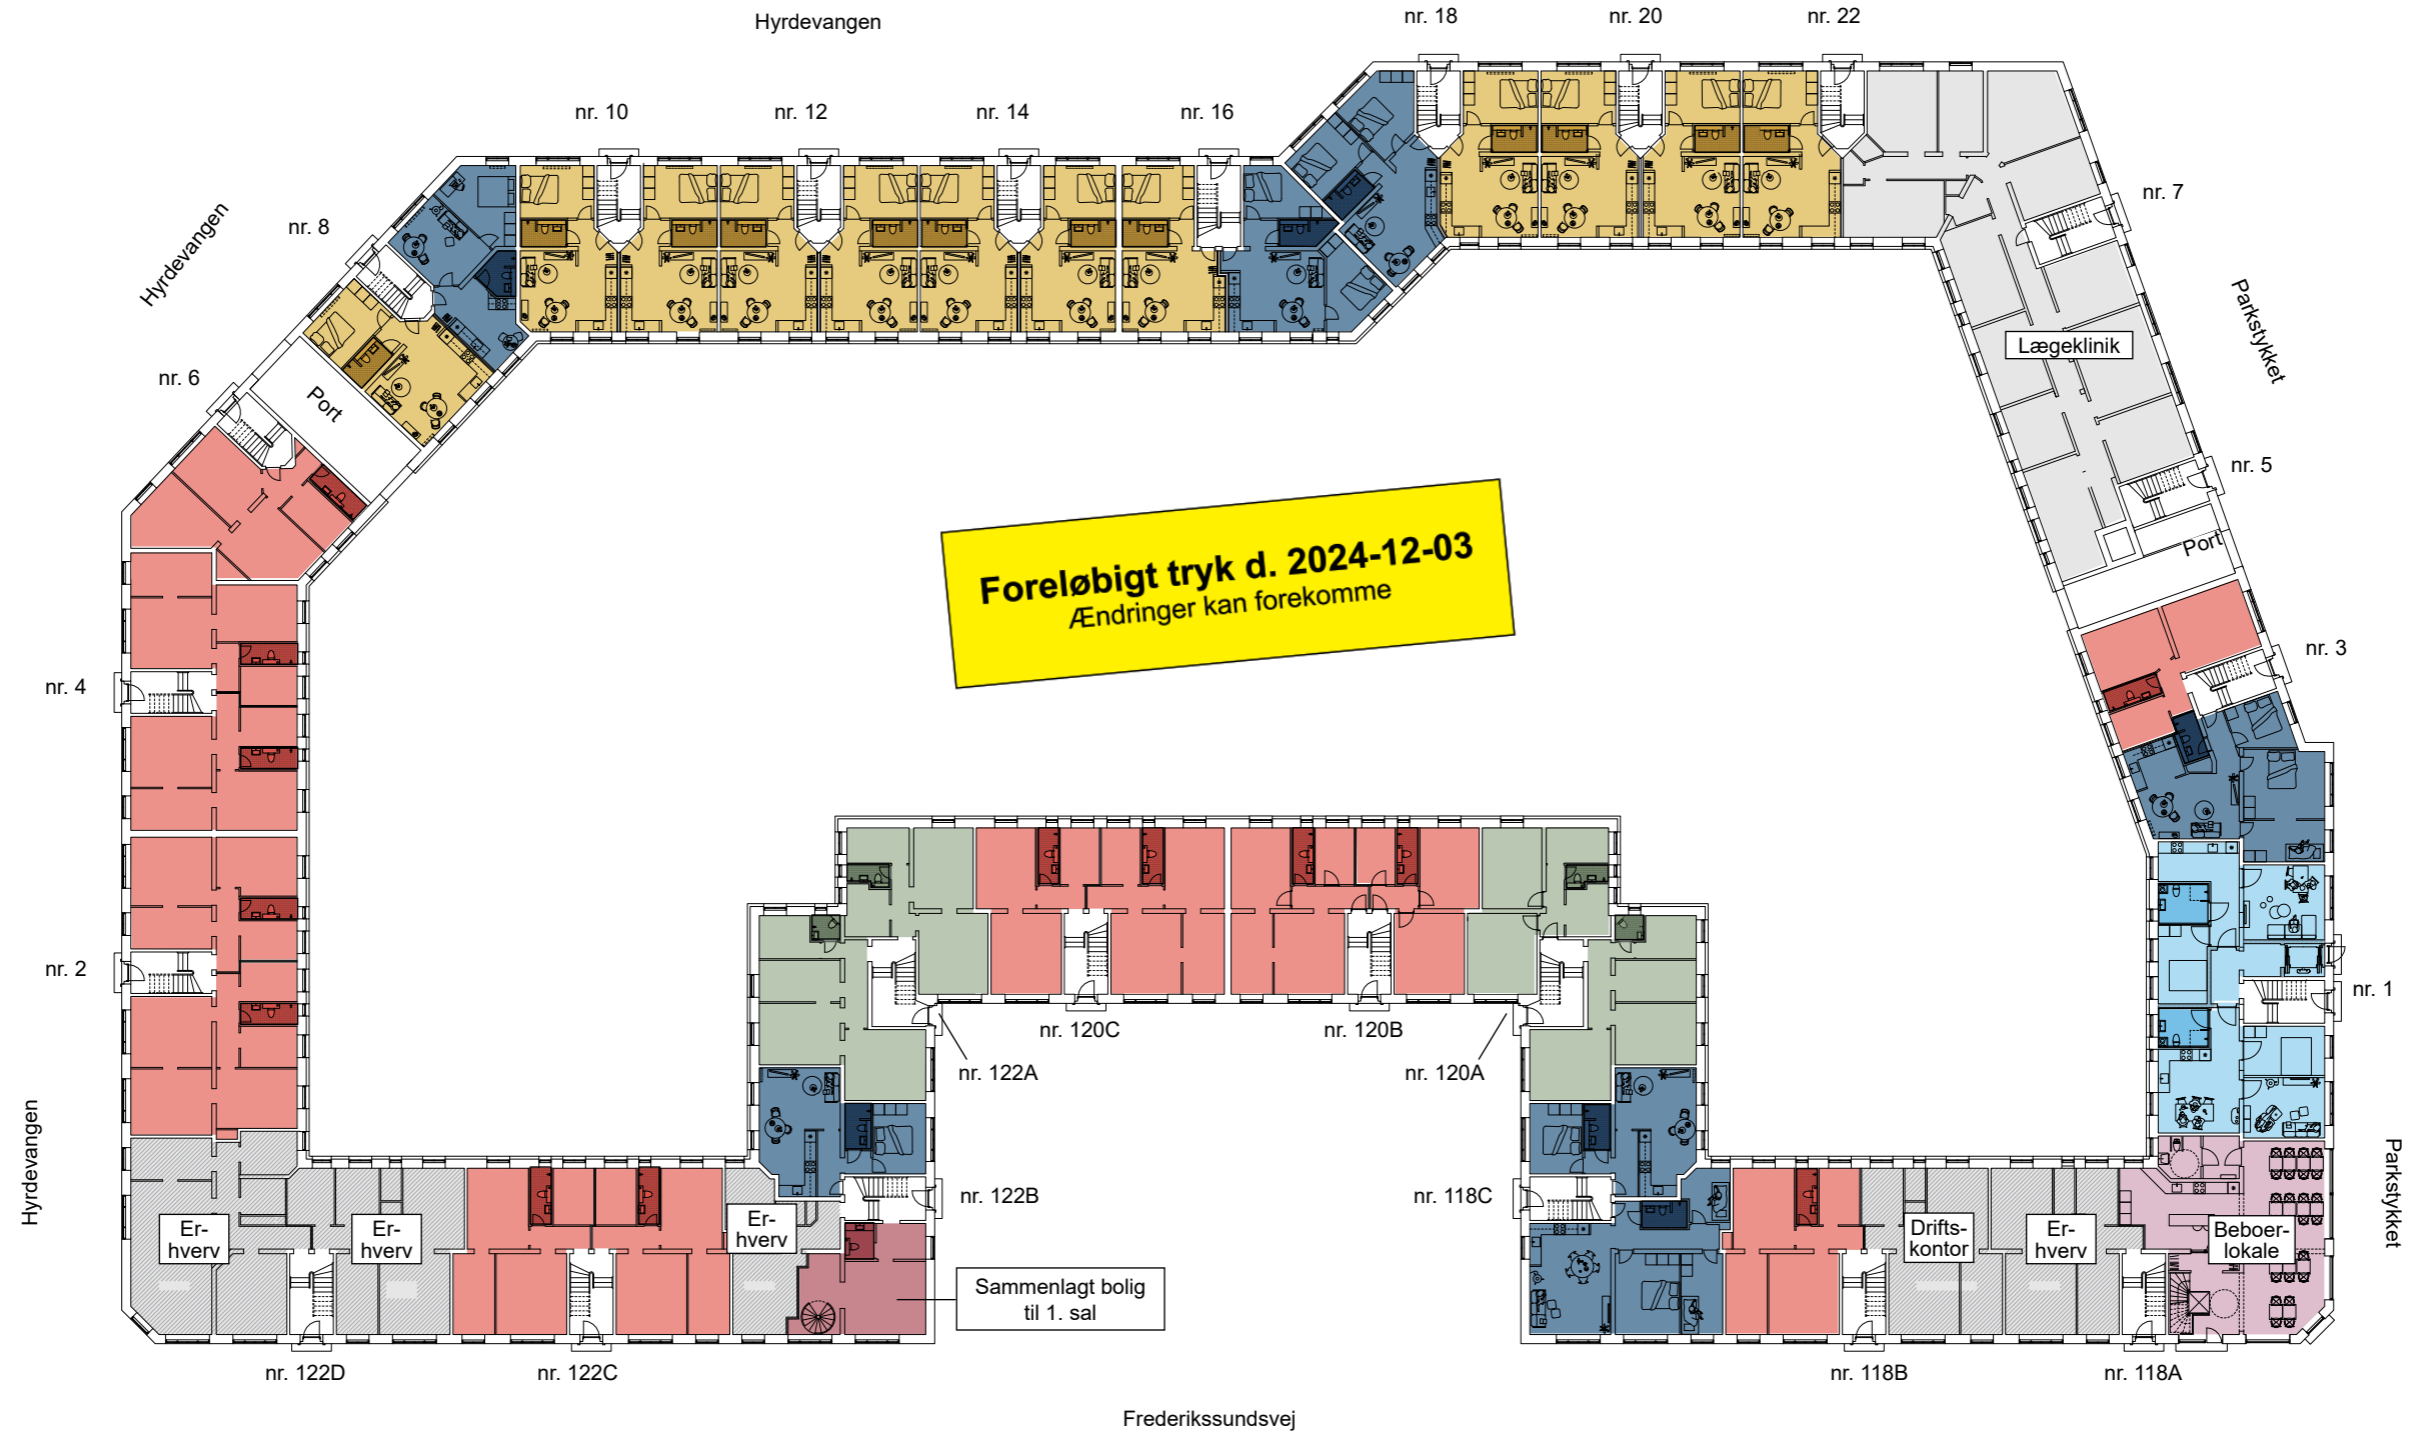 Hyrdevangen
nr. 18
nr. 20
nr. 22
nr. 10
nr. 12
nr. 14
nr. 16
nr. 7
nr. 8
Hyrdevangen
Parkstykket
Lægeklinik
nr. 6
Port
nr. 5
Port
Foreløbigt tryk d. 2024-12-03
Ændringer kan forekomme
nr. 3
nr. 4
nr. 2
nr. 1
nr. 120C
nr. 120B
nr. 122A
nr. 120A
Hyrdevangen
Parkstykket
nr. 122B
nr. 118C
Er-
hverv
Er-
hverv
Er-
hverv
Drifts-
kontor
Er-
hverv
Beboer-
lokale
Sammenlagt bolig
til 1. sal
nr. 122D
nr. 122C
nr. 118B
nr. 118A
Frederikssundsvej